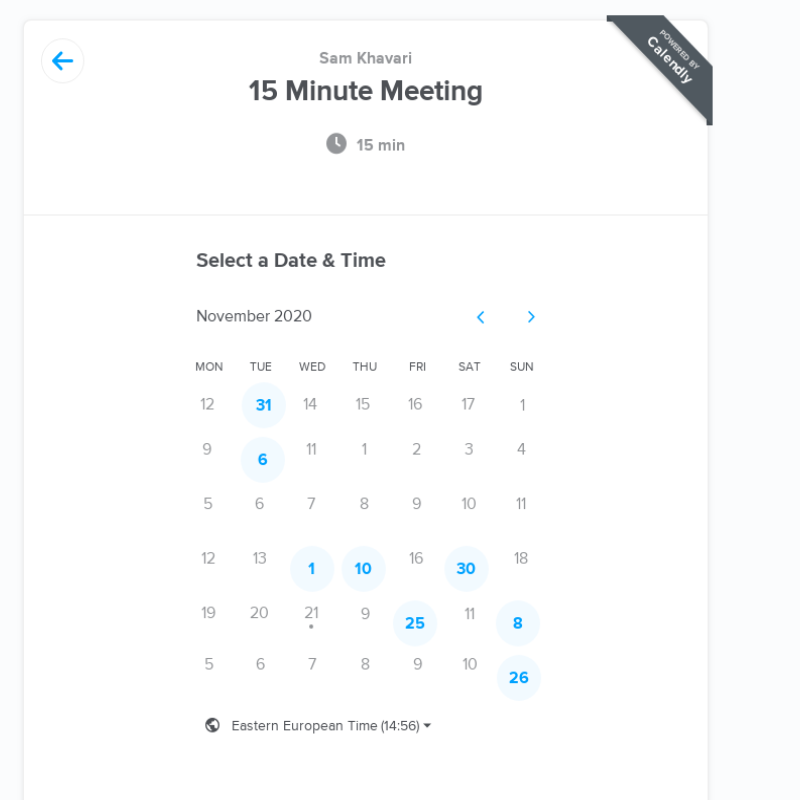 Sam Khavari
POWERED BY
Calendly
15 Minute Meeting
15 min
Select a Date & Time
November 2020
MON TUE WED THU FRI SAT SUN
12 31 14 15 16 17 1
9 6 11 1 2 3 4
5 6 7 8 9 10 11
12 13 1 10 16 30 18
19 20 21 9 25 11 8
5 6 7 8 9 10 26
Eastern European Time (14:56)